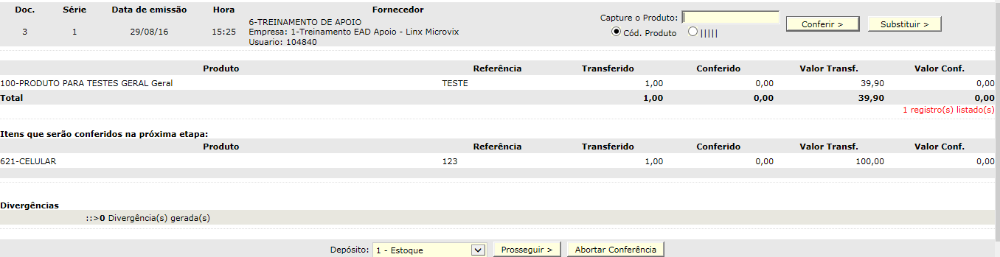 Doc. Série Data de emissão Hora Fornecedor
3 1 29/08/16 15:25 6-TREINAMENTO DE APOIO
Empresa: 1-Treinamento EAD Apoio - Linx Microvix
Usuario: 104840
Capture o Produto: Conferir > Substituir >
Cód. Produto |||||
Produto Referência Transferido Conferido Valor Transf. Valor Conf.
100-PRODUTO PARA TESTES GERAL Geral TESTE 1,00 0,00 39,90 0,00
Total 1,00 0,00 39,90 0,00
1 registro(s) listado(s)
Itens que serão conferidos na próxima etapa:
Produto Referência Transferido Conferido Valor Transf. Valor Conf.
621-CELULAR 123 1,00 0,00 100,00 0,00
Divergências
::>0 Divergência(s) gerada(s)
Depósito: 1 - Estoque Prosseguir > Abortar Conferência